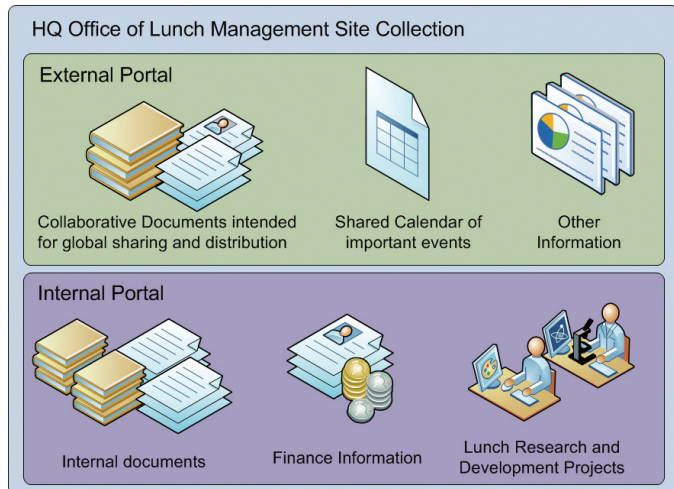 HQ Office of Lunch Management Site Collection
External Portal
Collaborative Documents intended
for global sharing and distribution
Shared Calendar of
important events
Other
Information
Internal Portal
Internal documents
Finance Information
Lunch Research and
Development Projects